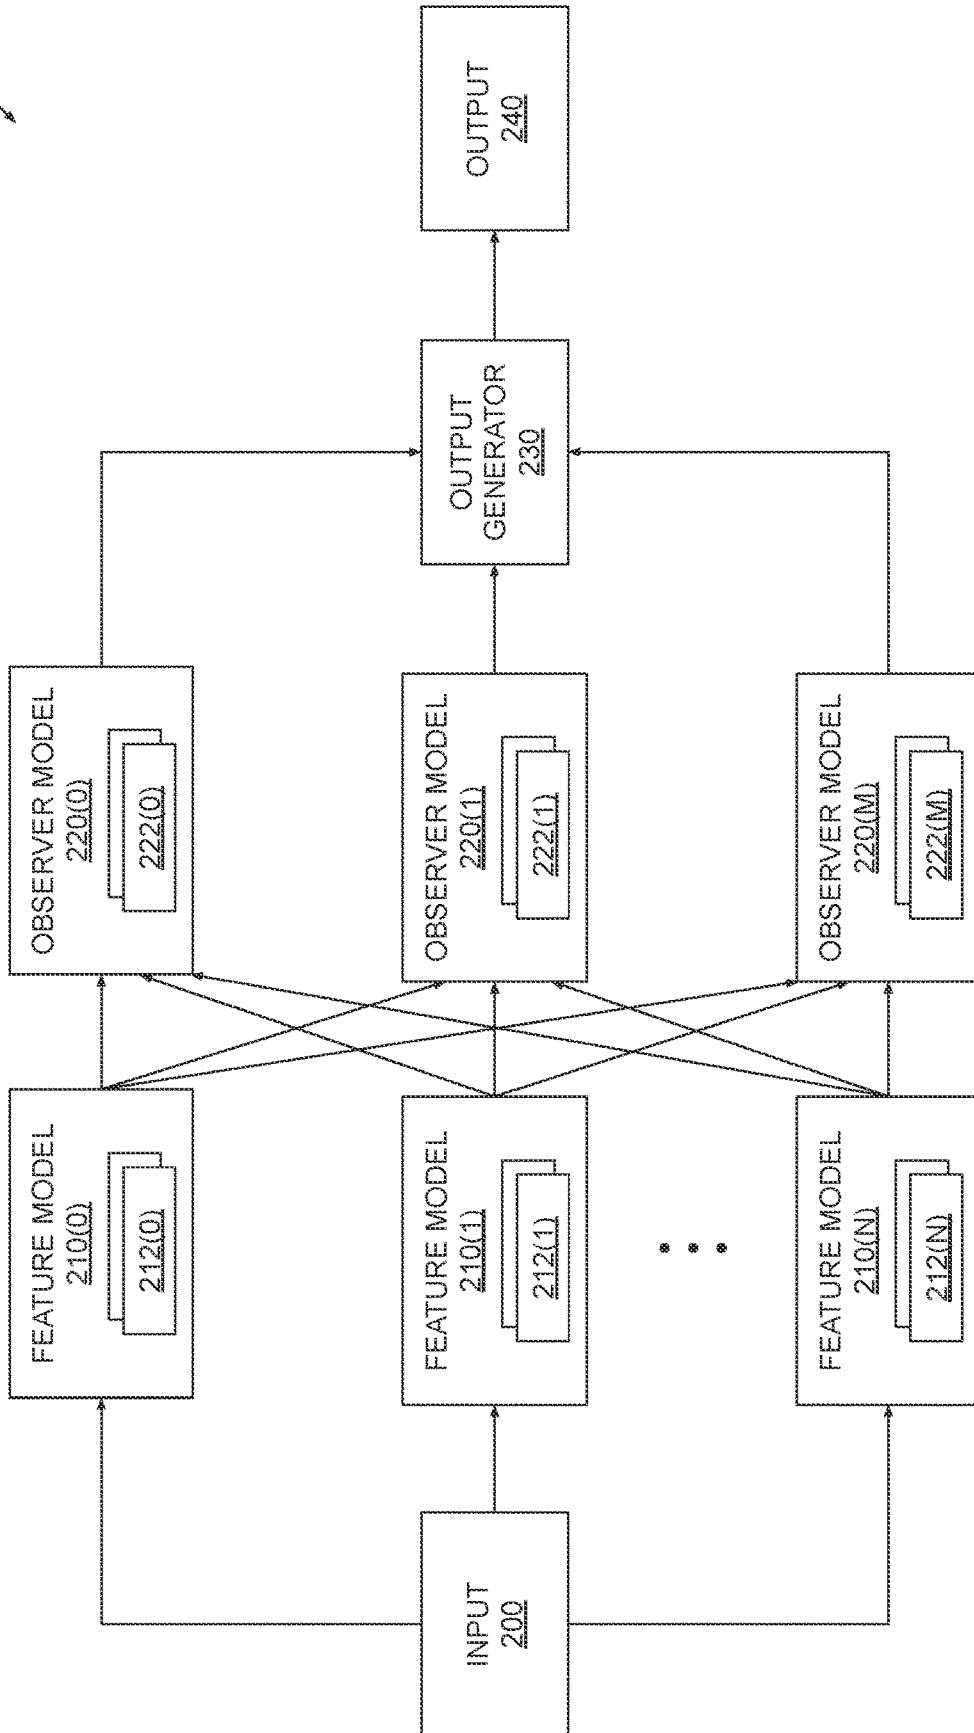 INPUT
200
FEATURE MODEL
210(0)
212(0)
FEATURE MODEL
210(1)
212(1)
• • •
FEATURE MODEL
210(N)
212(N)
OBSERVER MODEL
220(0)
222(0)
OBSERVER MODEL
220(1)
222(1)
OBSERVER MODEL
220(M)
222(M)
OUTPUT
GENERATOR
230
OUTPUT
240